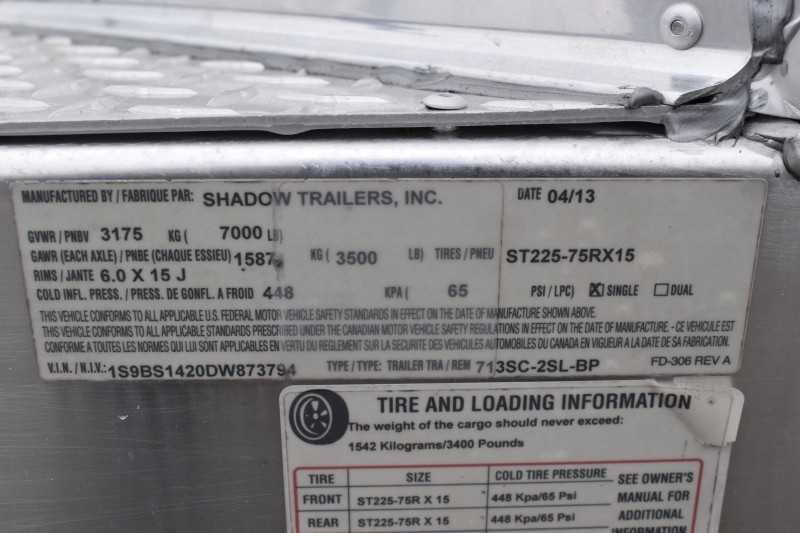 MANUFACTURED BY / FABRIQUE PAR: SHADOW TRAILERS, INC. DATE 04/13
GVWR / PNBV 3175 KG ( 7000 LB)
GAWR (EACH AXLE) / PNBE (CHAQUE ESSIEU) 1587 KG ( 3500 LB) TIRES / PNEU ST225-75RX15
RIMS / JANTE 6.0 X 15 J
COLD INFL. PRESS. / PRESS. DE GONFL. A FROID 448 KPA ( 65 PSI / LPC) X SINGLE DUAL
THIS VEHICLE CONFORMS TO ALL APPLICABLE U.S. FEDERAL MOTOR VEHICLE SAFETY STANDARDS IN EFFECT ON THE DATE OF MANUFACTURE SHOWN ABOVE.
THIS VEHICLE CONFORMS TO ALL APPLICABLE STANDARDS PRESCRIBED UNDER THE CANADIAN MOTOR VEHICLE SAFETY REGULATIONS IN EFFECT ON THE DATE OF MANUFACTURE. - CE VEHICULE EST
CONFORME A TOUTES LES NORMES QUI LUI SONT APPLICABLES EN VERTU DU REGLEMENT SUR LA SECURITE DES VEHICULES AUTOMOBILES DU CANADA EN VIGUEUR A LA DATE DE SA FABRICATION.
V.I.N. / N.I.V.: 1S9BS1420DW873794 TYPE / TYPE: TRAILER TRA / REM 713SC-2SL-BP FD-306 REV A
TIRE AND LOADING INFORMATION
The weight of the cargo should never exceed:
1542 Kilograms/3400 Pounds
TIRE SIZE COLD TIRE PRESSURE SEE OWNER'S
FRONT ST225-75R X 15 448 Kpa/65 Psi MANUAL FOR
REAR ST225-75R X 15 448 Kpa/65 Psi ADDITIONAL
INFORMATION